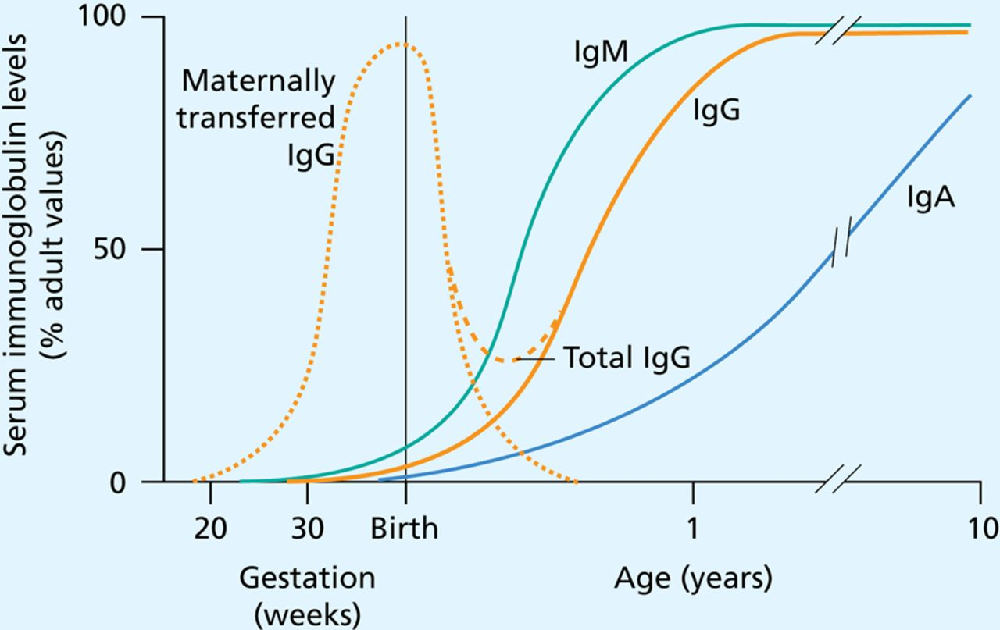 Serum immunoglobulin levels
(% adult values)
100
50
0
Maternally
transferred
IgG
IgM
IgG
IgA
Total IgG
20
30
Birth
1
10
Gestation
(weeks)
Age (years)